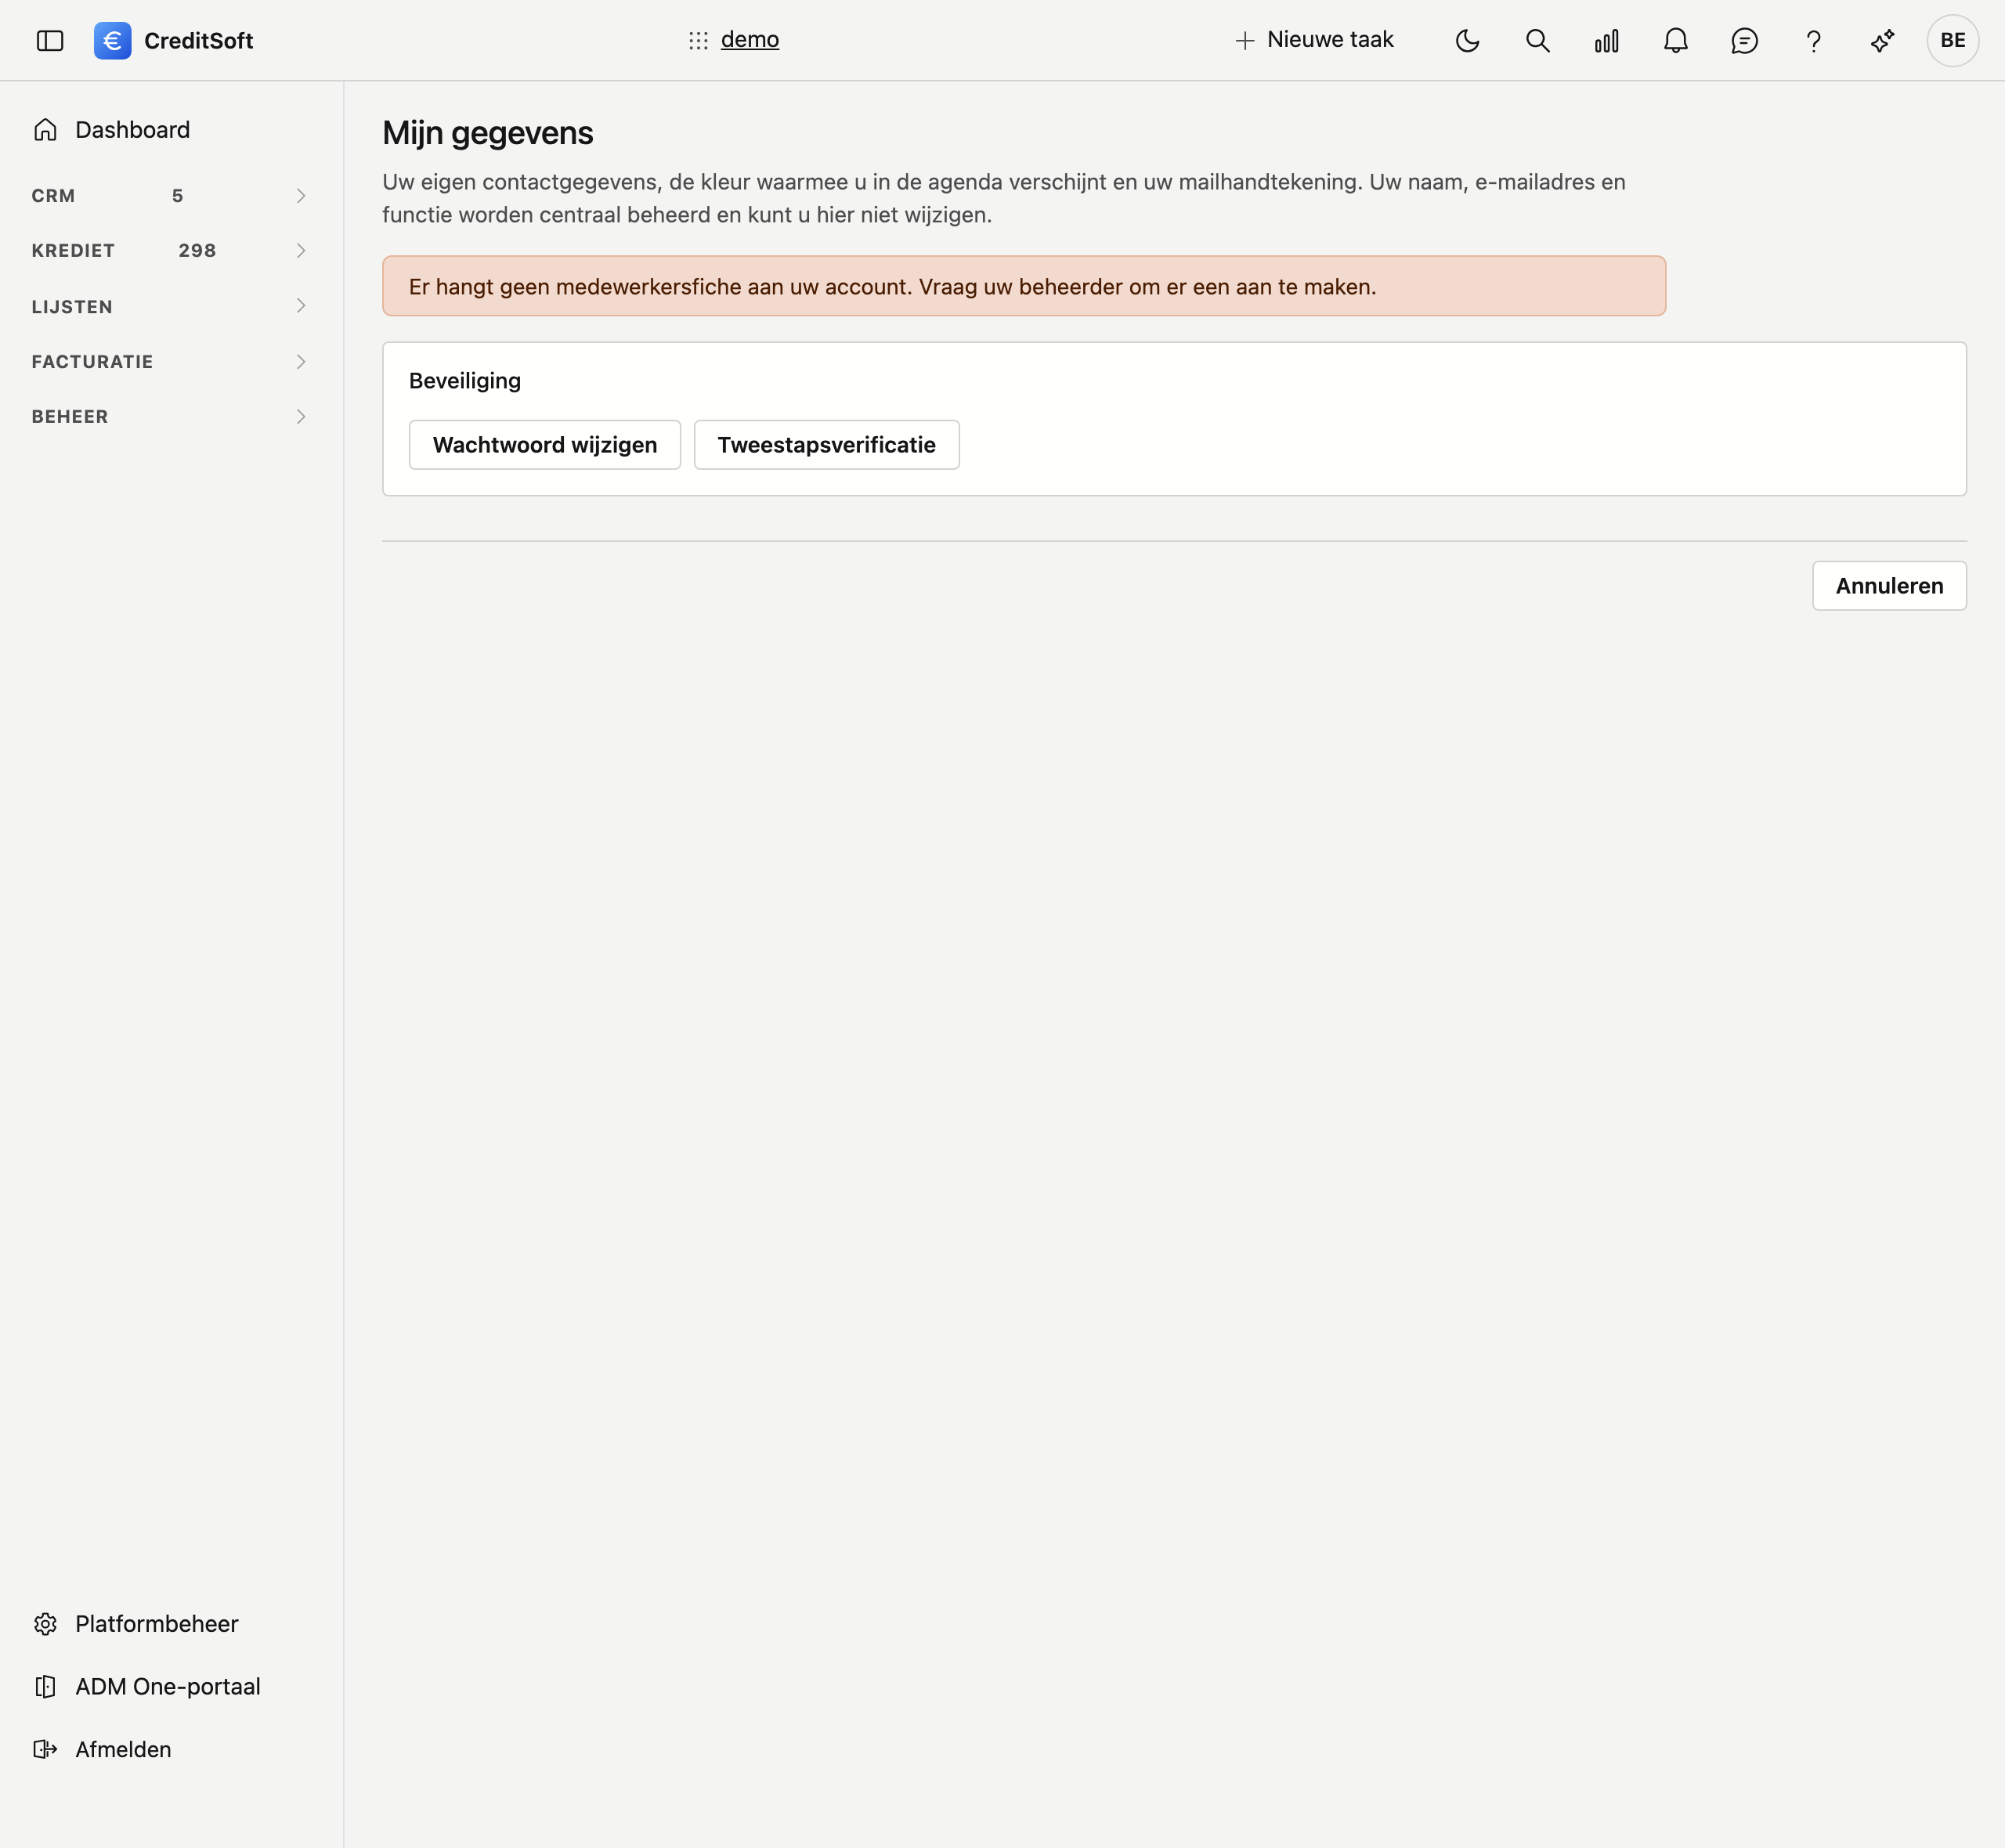 CreditSoft
demo
Nieuwe taak
BE
Dashboard
CRM 5
KREDIET 298
LIJSTEN
FACTURATIE
BEHEER
Mijn gegevens
Uw eigen contactgegevens, de kleur waarmee u in de agenda verschijnt en uw mailhandtekening. Uw naam, e-mailadres en
functie worden centraal beheerd en kunt u hier niet wijzigen.
Er hangt geen medewerkersfiche aan uw account. Vraag uw beheerder om er een aan te maken.
Beveiliging
Wachtwoord wijzigen
Tweestapsverificatie
Annuleren
Platformbeheer
ADM One-portaal
Afmelden